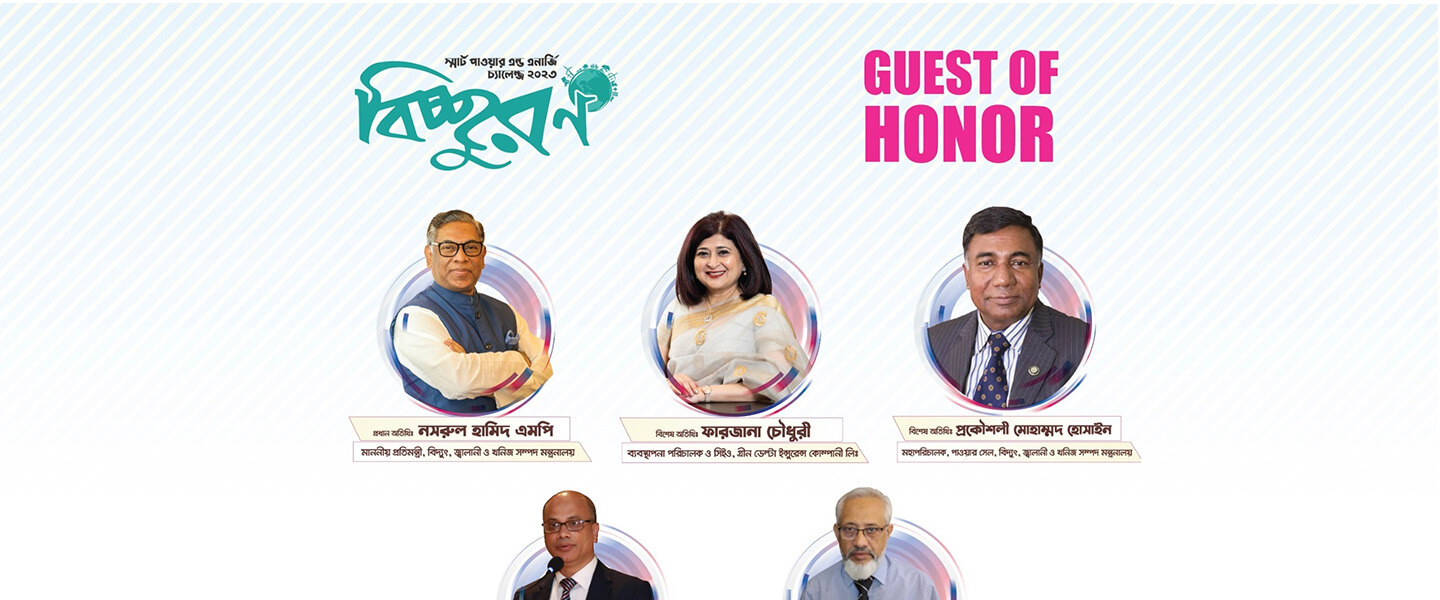 স্মার্ট পাওয়ার এন্ড এনার্জি
চ্যালেঞ্জ ২০২৩
বিচ্ছুরণ
GUEST OF
HONOR
প্রধান অতিথিঃ নসরুল হামিদ এমপি
মাননীয় প্রতিমন্ত্রী, বিদ্যুৎ, জ্বালানী ও খনিজ সম্পদ মন্ত্রনালয়
বিশেষ অতিথিঃ ফারজানা চৌধুরী
ব্যবস্থাপনা পরিচালক ও সিইও, গ্রীন ডেল্টা ইন্সুরেন্স কোম্পানী লিঃ
বিশেষ অতিথিঃ প্রকৌশলী মোহাম্মদ হোসাইন
মহাপরিচালক, পাওয়ার সেল, বিদ্যুৎ, জ্বালানী ও খনিজ সম্পদ মন্ত্রনালয়